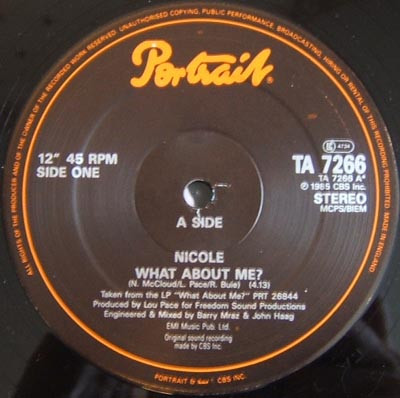 ALL RIGHTS OF THE PRODUCER AND OF THE OWNER OF THE RECORDED WORK RESERVED. UNAUTHORISED COPYING, PUBLIC PERFORMANCE, BROADCASTING, HIRING OR RENTAL OF THIS RECORDING PROHIBITED. MADE IN ENGLAND.
Portrait
12" 45 RPM
SIDE ONE
LC 4734
TA 7266
TA 7266 A*
℗ 1985 CBS Inc.
STEREO
MCPS/BIEM
A SIDE
NICOLE
WHAT ABOUT ME?
(N. McCloud/L. Pace/R. Buie) (4.13)
Taken from the LP "What About Me?" PRT 26844
Produced by Lou Pace for Freedom Sound Productions
Engineered & Mixed by Barry Mraz & John Haag
EMI Music Pub. Ltd.
Original sound recording
made by CBS Inc.
PORTRAIT & CBS INC.